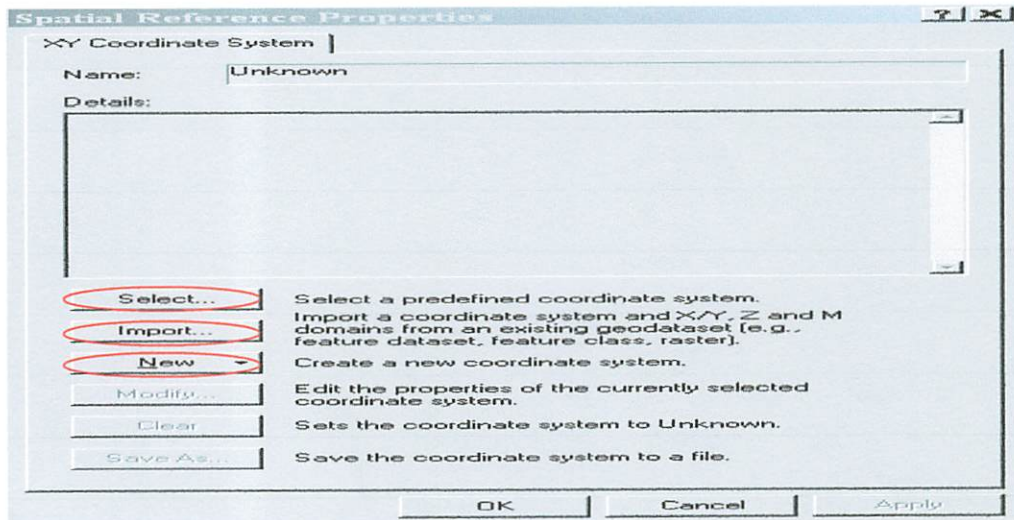 Spatial Reference Properties
XY Coordinate System
Name: Unknown
Details:
Select... Select a predefined coordinate system.
Import... Import a coordinate system and X/Y, Z and M
domains from an existing geodataset (e.g.,
feature dataset, feature class, raster).
New Create a new coordinate system.
Modify... Edit the properties of the currently selected
coordinate system.
Clear Sets the coordinate system to Unknown.
Save As... Save the coordinate system to a file.
OK Cancel Apply